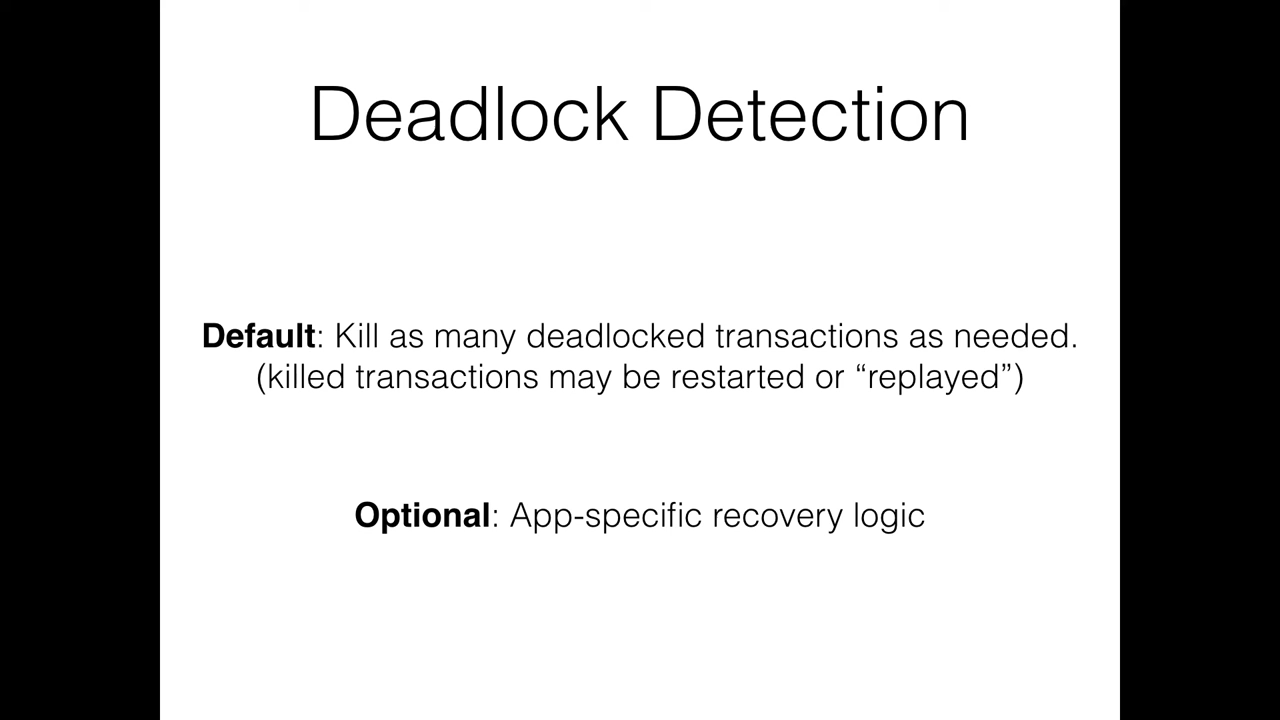 Deadlock Detection
Default: Kill as many deadlocked transactions as needed.
(killed transactions may be restarted or “replayed”)
Optional: App-specific recovery logic